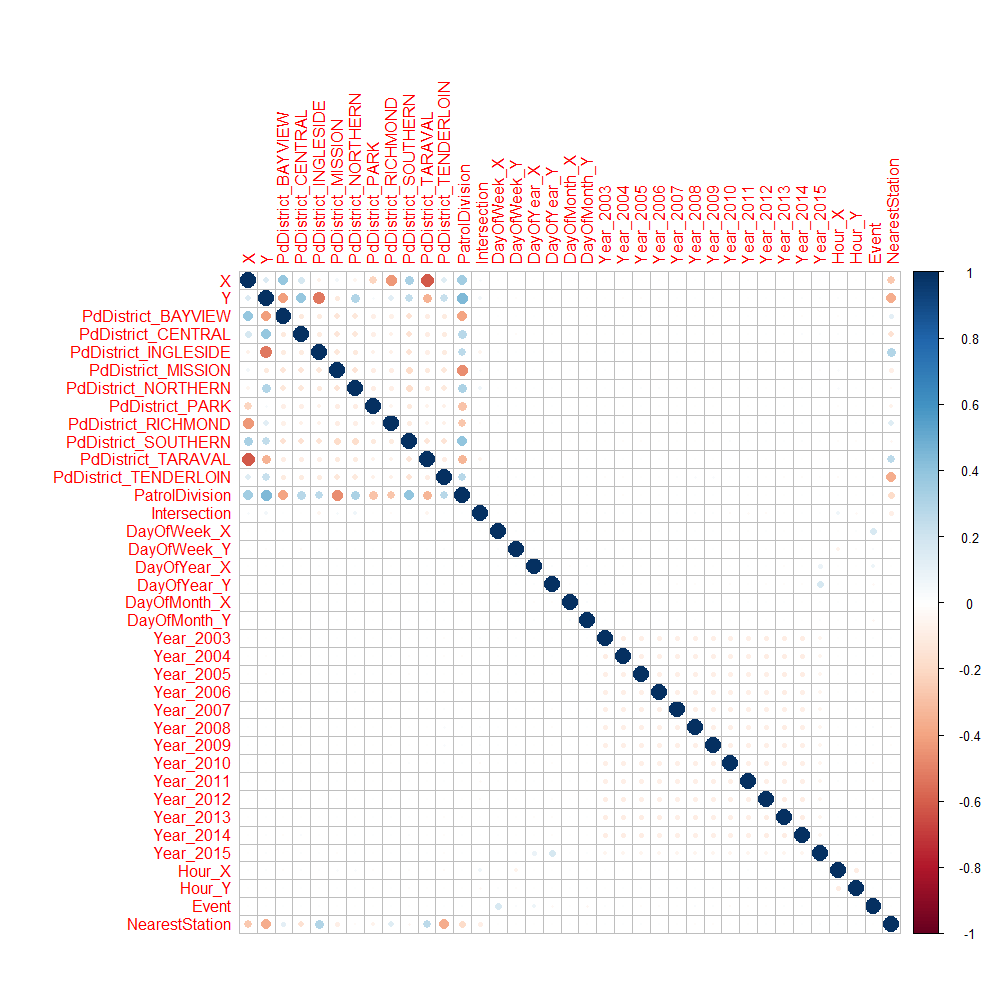 X
Y
PdDistrict_BAYVIEW
PdDistrict_CENTRAL
PdDistrict_INGLESIDE
PdDistrict_MISSION
PdDistrict_NORTHERN
PdDistrict_PARK
PdDistrict_RICHMOND
PdDistrict_SOUTHERN
PdDistrict_TARAVAL
PdDistrict_TENDERLOIN
PatrolDivision
Intersection
DayOfWeek_X
DayOfWeek_Y
DayOfYear_X
DayOfYear_Y
DayOfMonth_X
DayOfMonth_Y
Year_2003
Year_2004
Year_2005
Year_2006
Year_2007
Year_2008
Year_2009
Year_2010
Year_2011
Year_2012
Year_2013
Year_2014
Year_2015
Hour_X
Hour_Y
Event
NearestStation
X
Y
PdDistrict_BAYVIEW
PdDistrict_CENTRAL
PdDistrict_INGLESIDE
PdDistrict_MISSION
PdDistrict_NORTHERN
PdDistrict_PARK
PdDistrict_RICHMOND
PdDistrict_SOUTHERN
PdDistrict_TARAVAL
PdDistrict_TENDERLOIN
PatrolDivision
Intersection
DayOfWeek_X
DayOfWeek_Y
DayOfYear_X
DayOfYear_Y
DayOfMonth_X
DayOfMonth_Y
Year_2003
Year_2004
Year_2005
Year_2006
Year_2007
Year_2008
Year_2009
Year_2010
Year_2011
Year_2012
Year_2013
Year_2014
Year_2015
Hour_X
Hour_Y
Event
NearestStation
1
0.8
0.6
0.4
0.2
0
-0.2
-0.4
-0.6
-0.8
-1